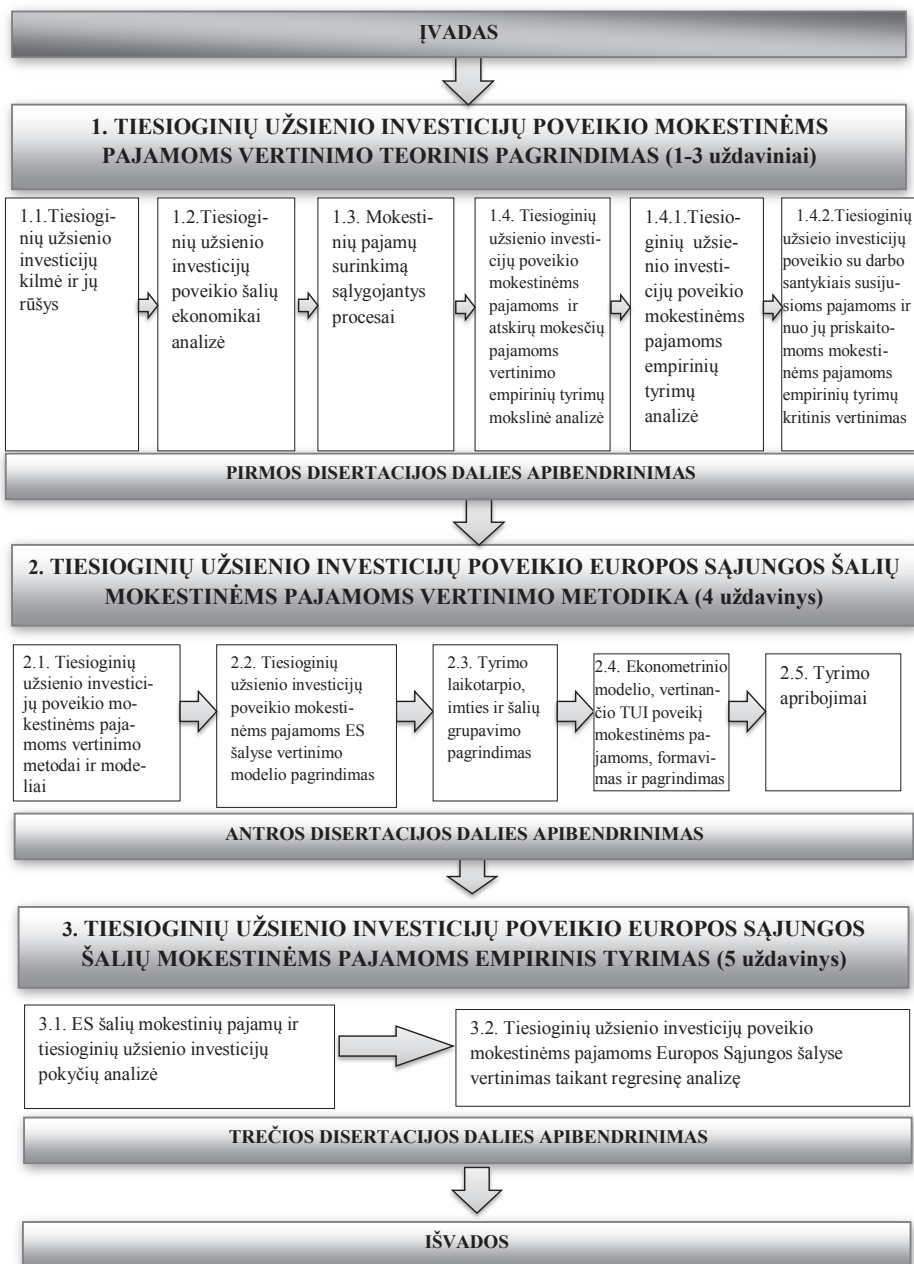 ĮVADAS
1. TIESIOGINIŲ UŽSIENIO INVESTICIJŲ POVEIKIO MOKESTINĖMS
PAJAMOMS VERTINIMO TEORINIS PAGRINDIMAS (1-3 uždaviniai)
1.1.Tiesiogi-
nių užsienio
investicijų
kilmė ir jų
rūšys
1.2.Tiesiogi-
nių užsienio
investicijų
poveikio šalių
ekonomikai
analizė
1.3. Mokesti-
nių pajamų
surinkimą
sąlygojantys
procesai
1.4. Tiesioginių
užsienio investi-
cijų poveikio
mokestinėms
pajamoms ir
atskirų mokesčių
pajamoms
vertinimo
empirinių tyrimų
mokslinė analizė
1.4.1.Tiesio-
ginių užsie-
nio investi-
cijų poveikio
mokestinėms
pajamoms
empirinių
tyrimų
analizė
1.4.2.Tiesioginių
užsieio investicijų
poveikio su darbo
santykiais susiju-
sioms pajamoms ir
nuo jų priskaito-
moms mokesti-
nėms pajamoms
empirinių tyrimų
kritinis vertinimas
PIRMOS DISERTACIJOS DALIES APIBENDRINIMAS
2. TIESIOGINIŲ UŽSIENIO INVESTICIJŲ POVEIKIO EUROPOS SĄJUNGOS ŠALIŲ
MOKESTINĖMS PAJAMOMS VERTINIMO METODIKA (4 uždavinys)
2.1. Tiesioginių
užsienio investici-
jų poveikio mo-
kestinėms paja-
moms vertinimo
metodai ir mode-
liai
2.2. Tiesioginių
užsienio investicijų
poveikio mokesti-
nėms pajamoms ES
šalyse vertinimo
modelio pagrindimas
2.3. Tyrimo
laikotarpio,
imties ir šalių
grupavimo
pagrindimas
2.4. Ekonometrinio
modelio, vertinan-
čio TUI poveikį
mokestinėms pa-
jamoms, formavi-
mas ir pagrindimas
2.5. Tyrimo
apribojimai
ANTROS DISERTACIJOS DALIES APIBENDRINIMAS
3. TIESIOGINIŲ UŽSIENIO INVESTICIJŲ POVEIKIO EUROPOS SĄJUNGOS
ŠALIŲ MOKESTINĖMS PAJAMOMS EMPIRINIS TYRIMAS (5 uždavinys)
3.1. ES šalių mokestinių pajamų ir
tiesioginių užsienio investicijų
pokyčių analizė
3.2. Tiesioginių užsienio investicijų poveikio
mokestinėms pajamoms Europos Sąjungos šalyse
vertinimas taikant regresinę analizę
TREČIOS DISERTACIJOS DALIES APIBENDRINIMAS
IŠVADOS